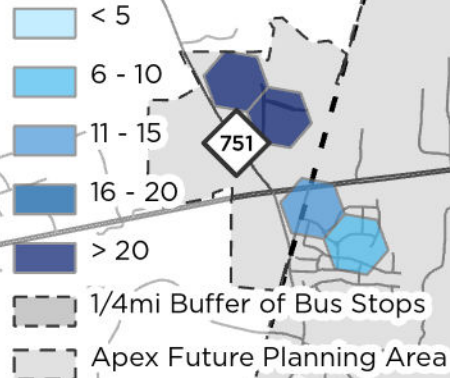 < 5
6 - 10
751
11 - 15
16 - 20
> 20
1/4mi Buffer of Bus Stops
Apex Future Planning Area